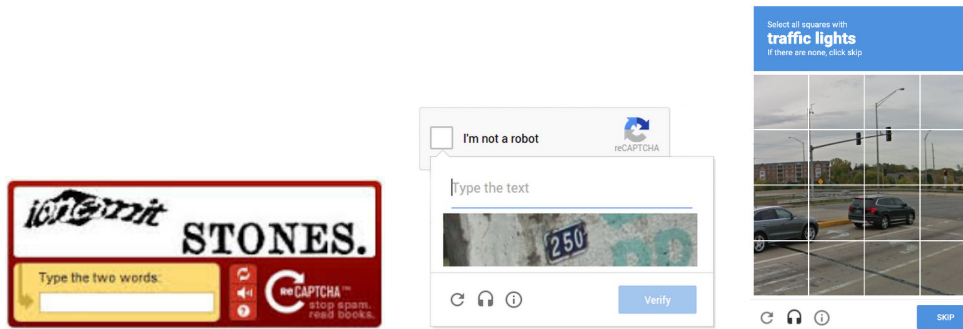 STONES.
Type the two words:
reCAPTCHA™
stop spam.
read books.
I'm not a robot
reCAPTCHA
Type the text
250
Verify
Select all squares with
traffic lights
If there are none, click skip
SKIP